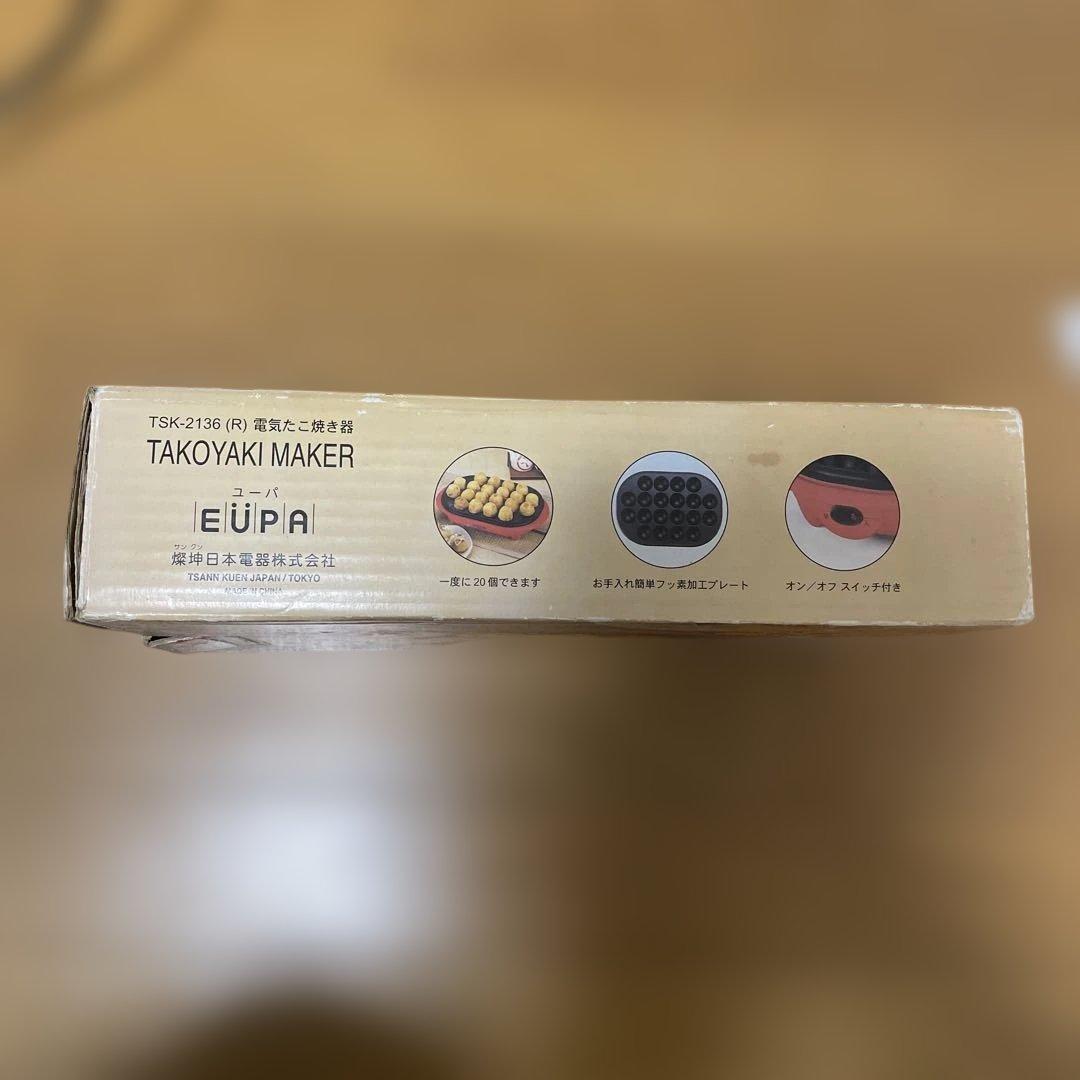 TSK-2136 (R) 電気たこ焼き器
TAKOYAKI MAKER
ユーパ
EÜPA
サン クン
燦坤日本電器株式会社
TSANN KUEN JAPAN / TOKYO
MADE IN CHINA
一度に20個できます
お手入れ簡単フッ素加工プレート
オン／オフ スイッチ付き